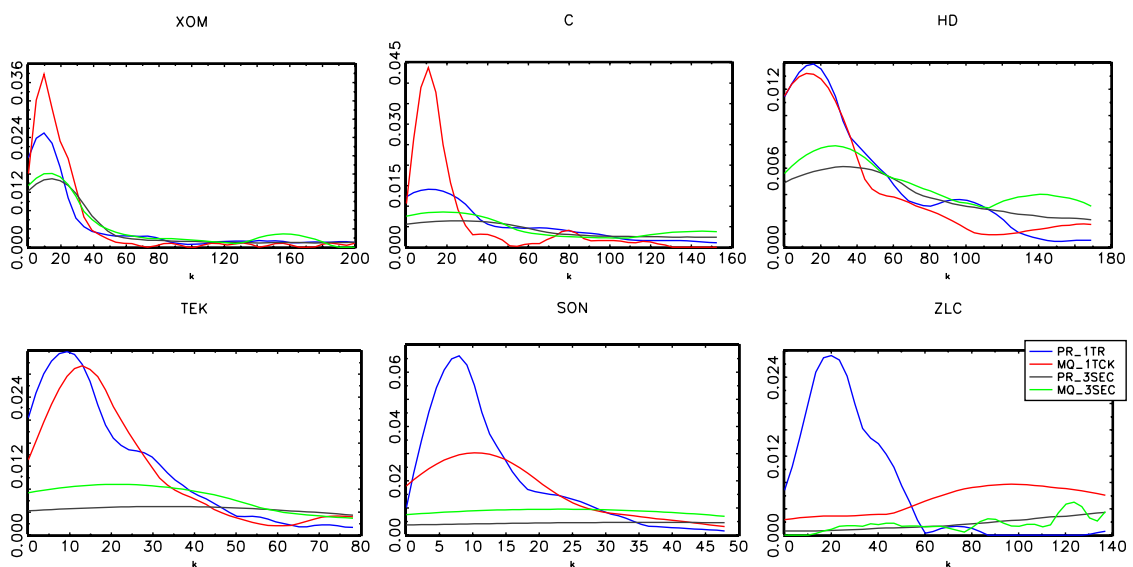 XOM
C
HD
0.000 0.012 0.024 0.036
0 20 40 60 80 100 120 140 160 180 200
k
0.000 0.015 0.030 0.045
0 20 40 60 80 100 120 140 160
k
0.000 0.006 0.012
0 20 40 60 80 100 140 180
k
TEK
SON
ZLC
0.000 0.012 0.024
0 10 20 30 40 50 60 70 80
k
0.00 0.02 0.04 0.06
0 5 10 15 20 25 30 35 40 45 50
k
0.000 0.012 0.024
0 20 40 60 80 100 120 140
k
PR_1TR
MQ_1TCK
PR_3SEC
MQ_3SEC